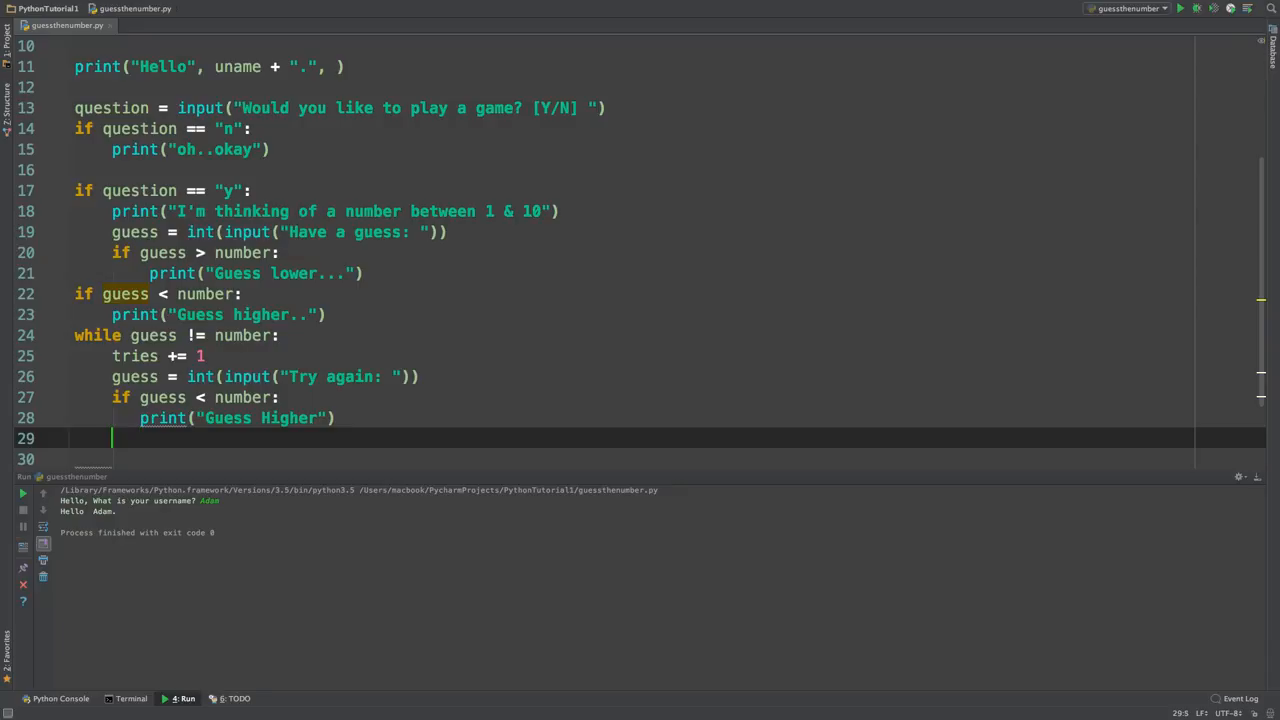 PythonTutorial1 guessthenumber.py guessthenumber
guessthenumber.py
1: Project
Z: Structure
2: Favorites
Database
10
11 print("Hello", uname + ".", )
12
13 question = input("Would you like to play a game? [Y/N] ")
14 if question == "n":
15 print("oh..okay")
16
17 if question == "y":
18 print("I'm thinking of a number between 1 & 10")
19 guess = int(input("Have a guess: "))
20 if guess > number:
21 print("Guess lower...")
22 if guess < number:
23 print("Guess higher..")
24 while guess != number:
25 tries += 1
26 guess = int(input("Try again: "))
27 if guess < number:
28 print("Guess Higher")
29
30
Run guessthenumber
/Library/Frameworks/Python.framework/Versions/3.5/bin/python3.5 /Users/macbook/PycharmProjects/PythonTutorial1/guessthenumber.py
Hello, What is your username? Adam
Hello  Adam.
Process finished with exit code 0
Python Console Terminal 4: Run 6: TODO Event Log
29:5 LF÷ UTF-8÷